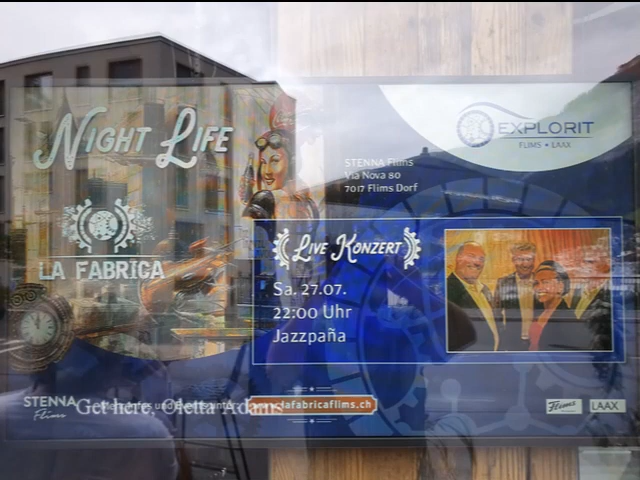 NIGHT LIFE
LA FABRICA
EXPLORIT
FLIMS • LAAX
STENNA Flims
Via Nova 80
7017 Flims Dorf
LIVE KONZERT
Sa. 27.07.
22:00 Uhr
Jazzpaña
STENNA
Flims
Get here, Oetta Adams
lafabricaflims.ch
Flims
LAAX